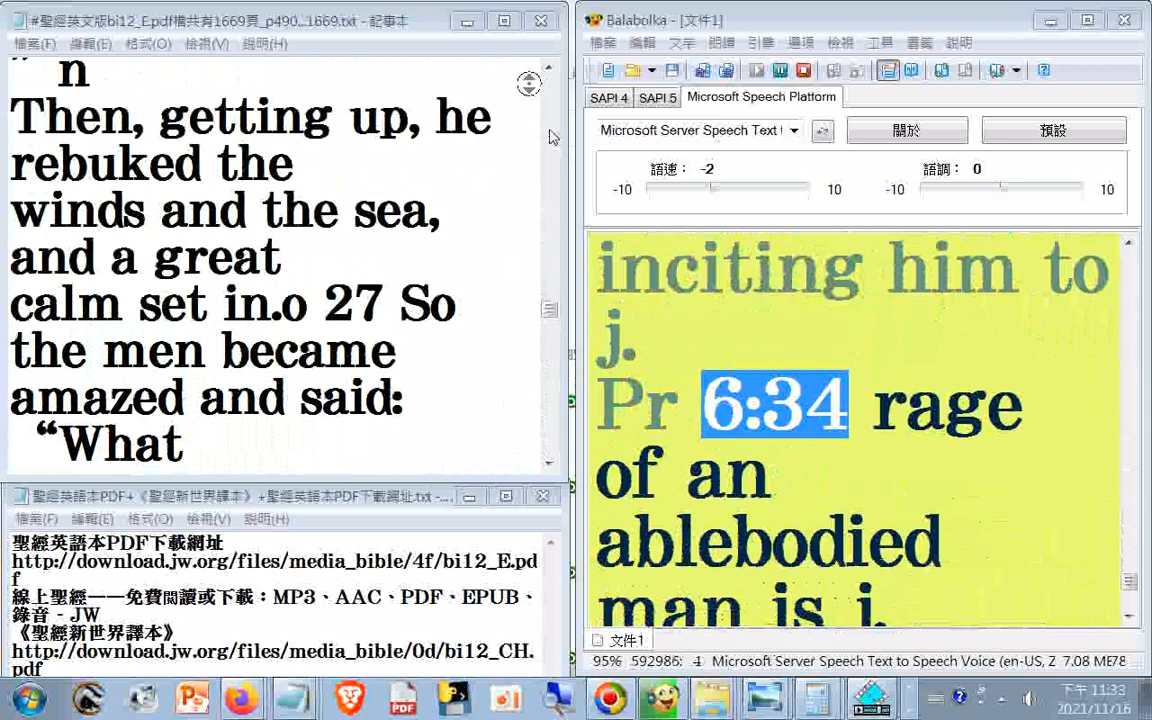 #聖經英文版bi12_E.pdf檔共有1669頁_p490,..1669.txt - 記事本
檔案(F) 編輯(E) 格式(O) 檢視(V) 說明(H)
” n
Then, getting up, he
rebuked the
winds and the sea,
and a great
calm set in.o 27 So
the men became
amazed and said:
“What
聖經英語本PDF+《聖經新世界譯本》+聖經英語本PDF下載網址.txt -...
檔案(F) 編輯(E) 格式(O) 檢視(V) 說明(H)
聖經英語本PDF下載網址
http://download.jw.org/files/media_bible/4f/bi12_E.pd
f
線上聖經——免費閱讀或下載：MP3、AAC、PDF、EPUB、
錄音 - JW
《聖經新世界譯本》
http://download.jw.org/files/media_bible/0d/bi12_CH.
pdf
Balabolka - [文件1]
檔案 編輯 文字 朗讀 引擎 選項 檢視 工具 書籤 說明
SAPI 4 SAPI 5 Microsoft Speech Platform
Microsoft Server Speech Text 關於 預設
語速： -2 語調： 0
-10 10 -10 10
inciting him to
j.
Pr 6:34 rage
of an
ablebodied
man is j.
文件1
95% 592986: 4 Microsoft Server Speech Text to Speech Voice (en-US, Z 7.08 ME78
PDF
下午 11:33
2021/11/16